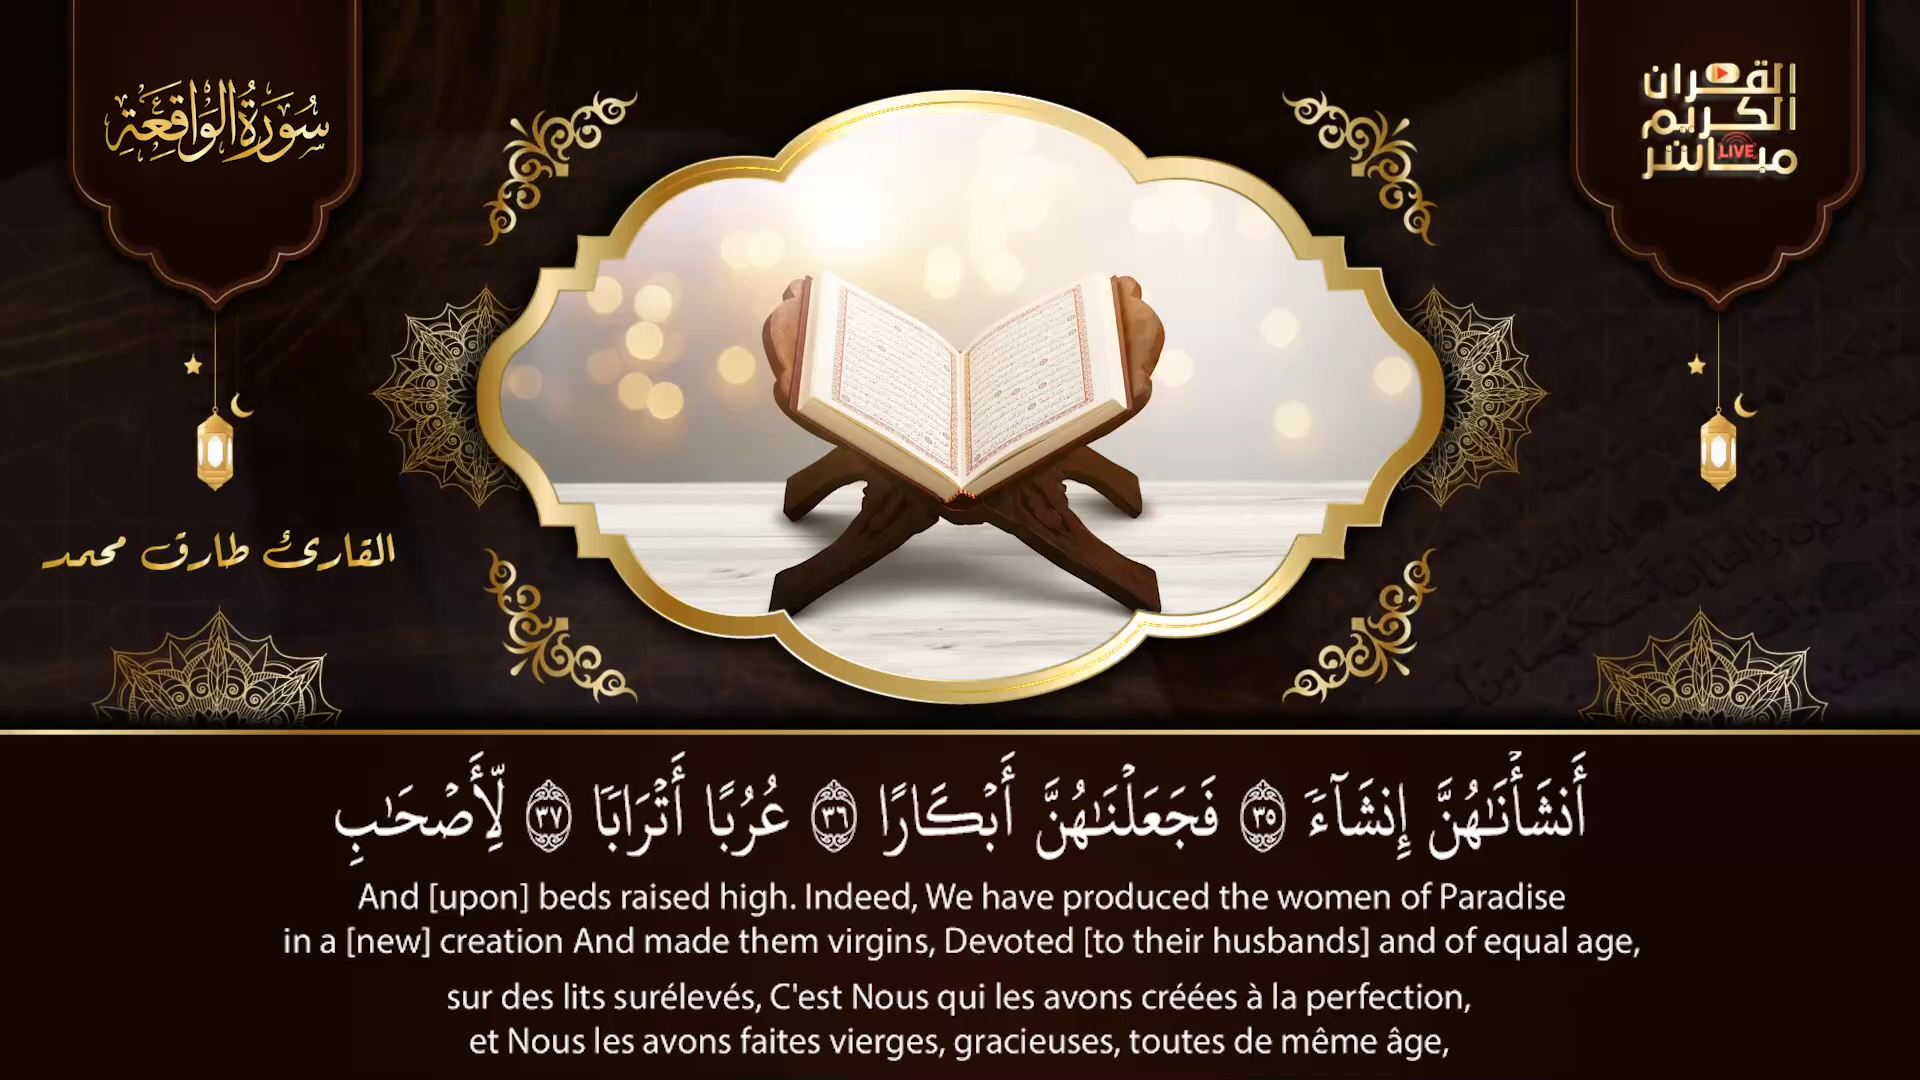 سُورَةُ الوَاقِعَةِ
القران
الكريم
مباشر
LIVE
القارئ طارق محمد
أَنشَأْنَـٰهُنَّ إِنشَآءً ٣٥ فَجَعَلْنَـٰهُنَّ أَبْكَارًا ٣٦ عُرُبًا أَتْرَابًا ٣٧ لِّأَصْحَـٰبِ
And [upon] beds raised high. Indeed, We have produced the women of Paradise
in a [new] creation And made them virgins, Devoted [to their husbands] and of equal age,
sur des lits surélevés, C'est Nous qui les avons créées à la perfection,
et Nous les avons faites vierges, gracieuses, toutes de même âge,